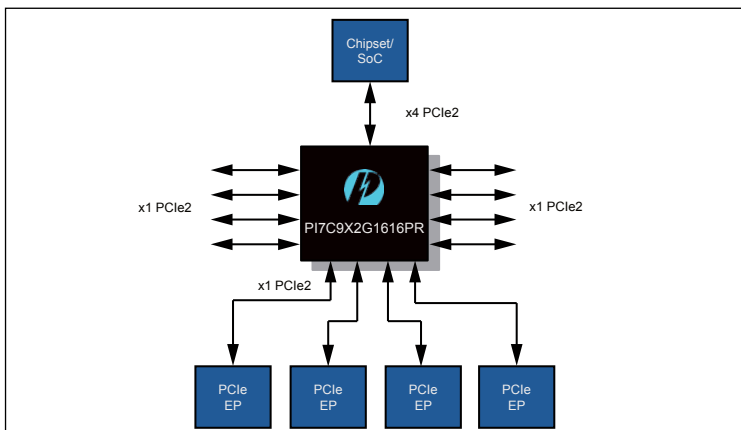 Chipset/
SoC
x4 PCIe2
x1 PCIe2
PI7C9X2G1616PR
x1 PCIe2
x1 PCIe2
PCIe
EP
PCIe
EP
PCIe
EP
PCIe
EP